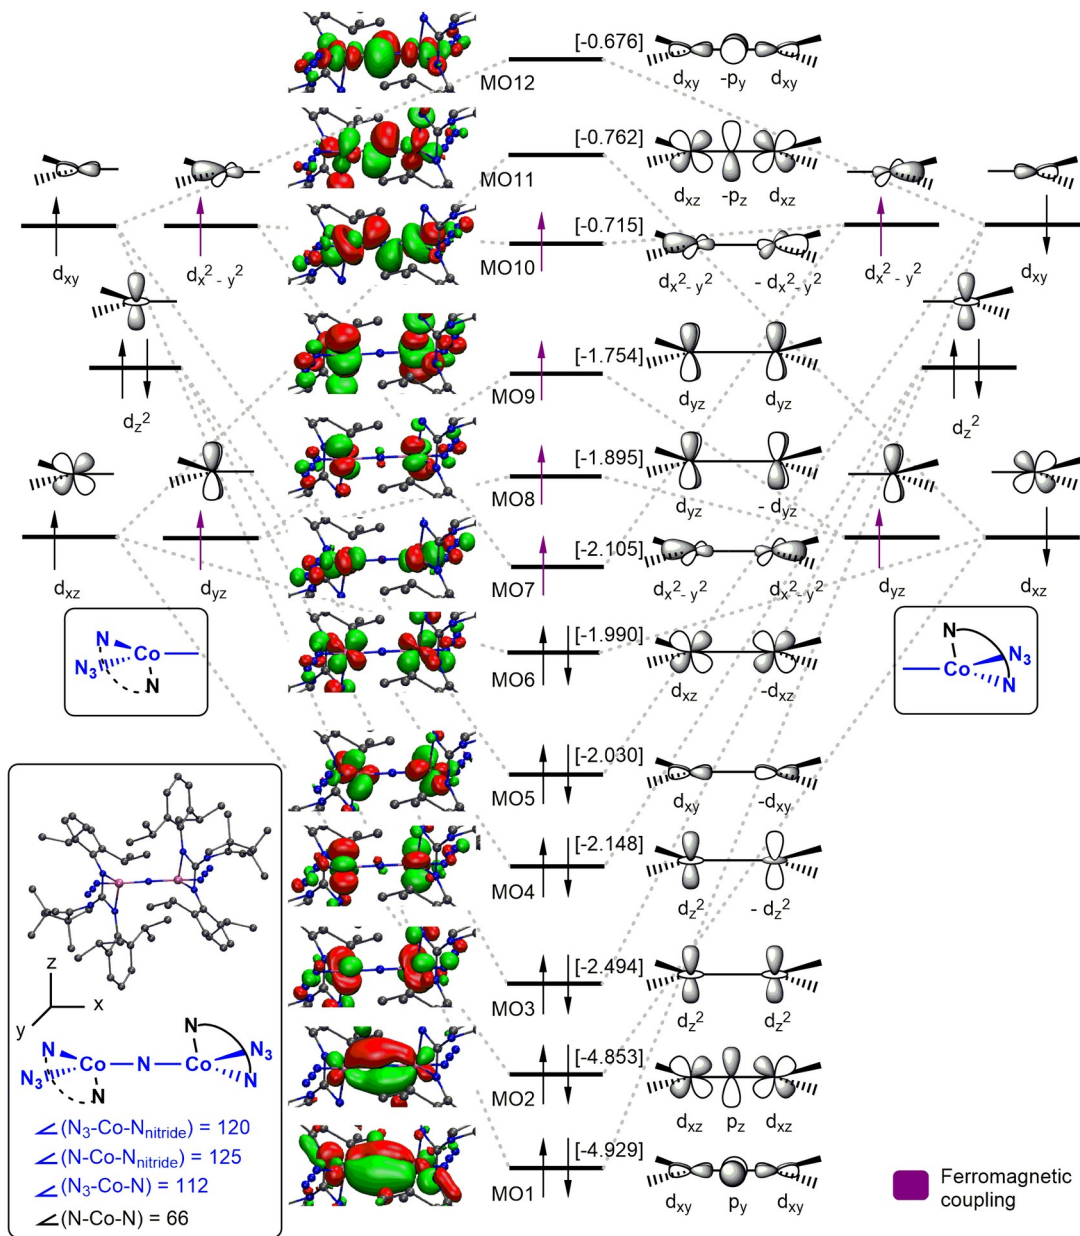 [-0.676]
MO12
d_xy -p_y d_xy
[-0.762]
MO11
d_xz -p_z d_xz
[-0.715]
MO10
d_x²-y² - d_x²-y²
d_xy
d_x² - y²
d_x² - y²
d_xy
d_z²
d_z²
[-1.754]
MO9
d_yz d_yz
[-1.895]
MO8
d_yz - d_yz
[-2.105]
MO7
d_x²-y² d_x²-y²
d_xz
d_yz
d_yz
d_xz
[-1.990]
MO6
d_xz -d_xz
N
N₃ Co
N
N
N₃
Co
N
[-2.030]
MO5
d_xy -d_xy
[-2.148]
MO4
d_z² - d_z²
[-2.494]
MO3
d_z² d_z²
[-4.853]
MO2
d_xz p_z d_xz
[-4.929]
MO1
d_xy p_y d_xy
z
x
y
N
N Co N Co N₃
N₃ N N
∠(N₃-Co-N_nitride) = 120
∠(N-Co-N_nitride) = 125
∠(N₃-Co-N) = 112
∠(N-Co-N) = 66
Ferromagnetic
coupling